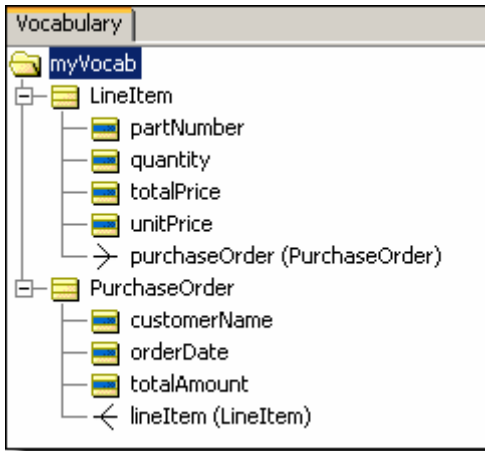 Vocabulary
myVocab
LineItem
partNumber
quantity
totalPrice
unitPrice
purchaseOrder (PurchaseOrder)
PurchaseOrder
customerName
orderDate
totalAmount
lineItem (LineItem)